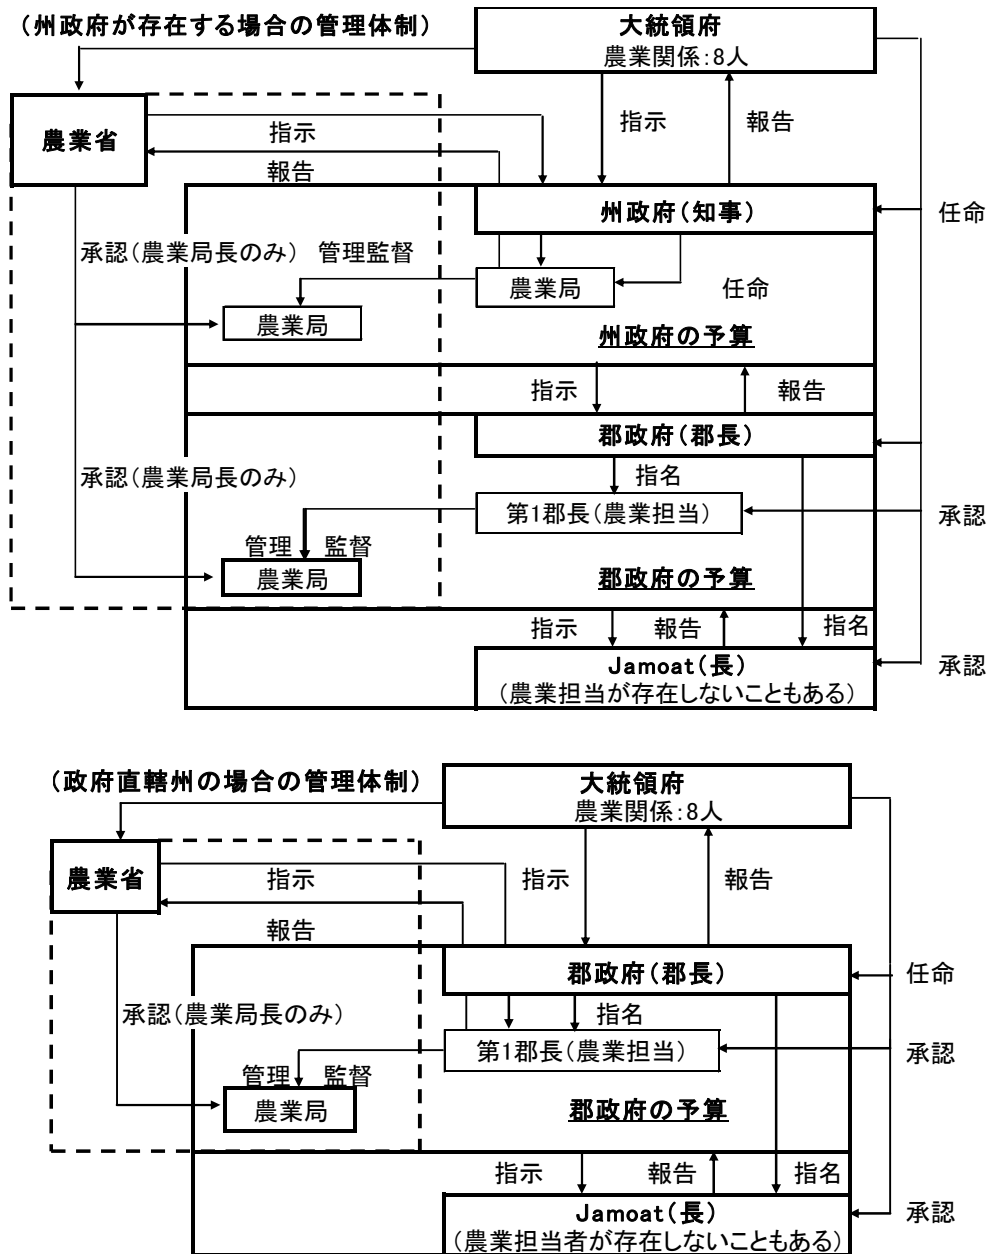 （州政府が存在する場合の管理体制）
大統領府
農業関係：8人
農業省
指示
報告
指示
報告
州政府（知事）
任命
承認（農業局長のみ）
管理監督
農業局
任命
農業局
州政府の予算
指示
報告
郡政府（郡長）
承認（農業局長のみ）
指名
第1郡長（農業担当）
承認
管理
監督
農業局
郡政府の予算
指示
報告
指名
Jamoat（長）
（農業担当が存在しないこともある）
承認
（政府直轄州の場合の管理体制）
大統領府
農業関係：8人
農業省
指示
指示
報告
報告
郡政府（郡長）
任命
承認（農業局長のみ）
指名
第1郡長（農業担当）
承認
管理
監督
農業局
郡政府の予算
指示
報告
指名
Jamoat（長）
（農業担当者が存在しないこともある）
承認